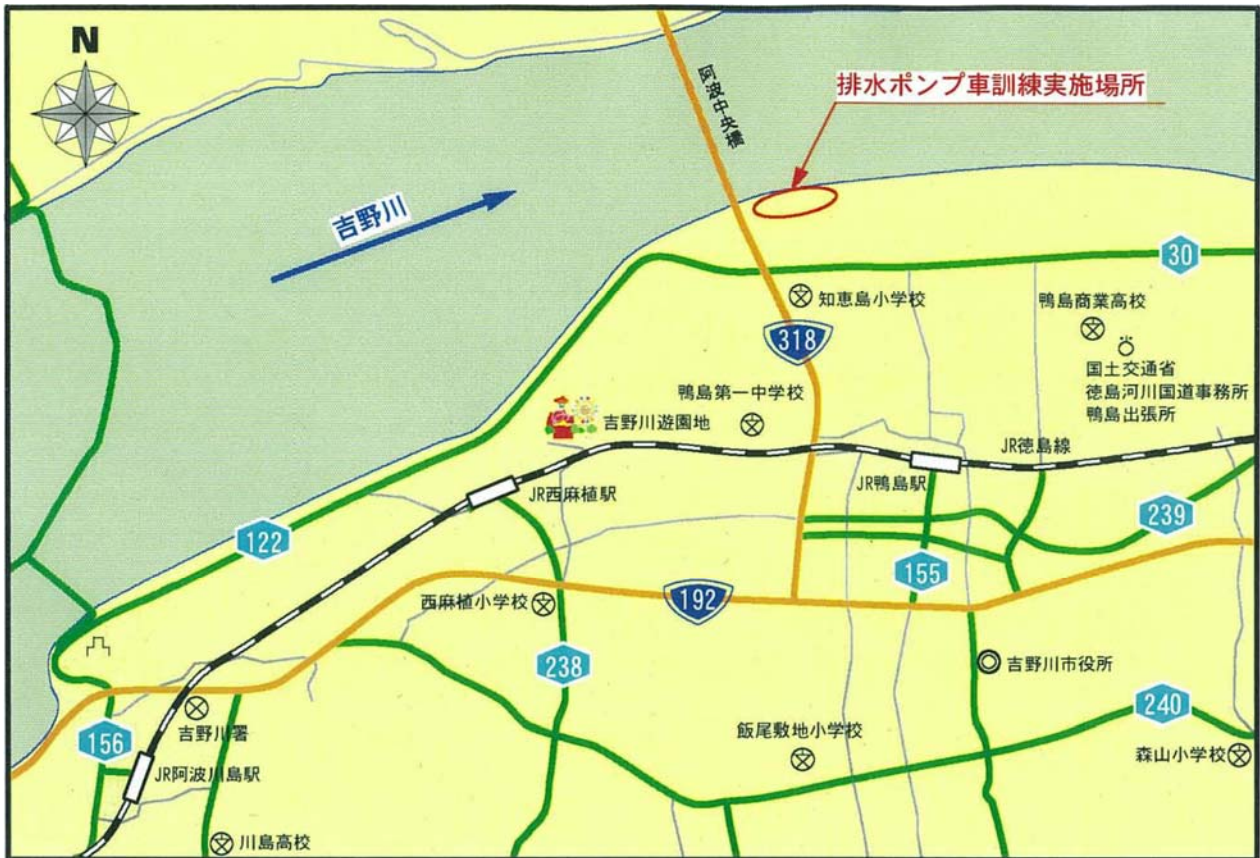 N
阿波中央橋
排水ポンプ車訓練実施場所
吉野川
30
知恵島小学校
鴨島商業高校
318
国土交通省
徳島河川国道事務所
鴨島出張所
鴨島第一中学校
吉野川遊園地
JR徳島線
JR西麻植駅
JR鴨島駅
122
239
155
西麻植小学校
192
238
吉野川市役所
240
156
吉野川署
飯尾敷地小学校
森山小学校
JR阿波川島駅
川島高校